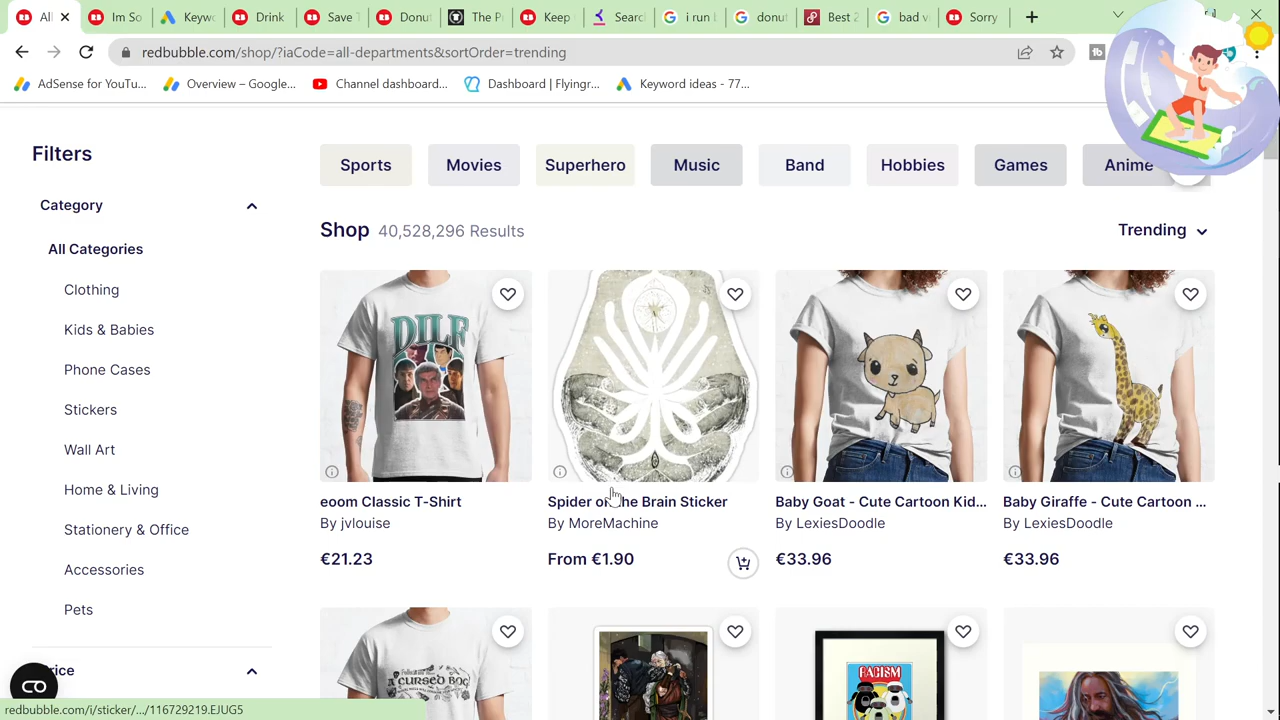 All
Im So
Keyw
Drink
Save T
Donut
The P
Keep
Searc
i run b
donut
Best 2
bad v
Sorry
redbubble.com/shop/?iaCode=all-departments&sortOrder=trending
AdSense for YouTu...
Overview – Google...
Channel dashboard...
Dashboard | Flyingr...
Keyword ideas - 77...
Filters
Sports
Movies
Superhero
Music
Band
Hobbies
Games
Anime
Category
Shop 40,528,296 Results
Trending
All Categories
Clothing
Kids & Babies
Phone Cases
Stickers
Wall Art
Home & Living
Stationery & Office
Accessories
Pets
DILF
eoom Classic T-Shirt
By jvlouise
€21.23
Spider of the Brain Sticker
By MoreMachine
From €1.90
Baby Goat - Cute Cartoon Kid...
By LexiesDoodle
€33.96
Baby Giraffe - Cute Cartoon ...
By LexiesDoodle
€33.96
A CURSED BOG
RACISM
rice
redbubble.com/i/sticker/.../116729219.EJUG5